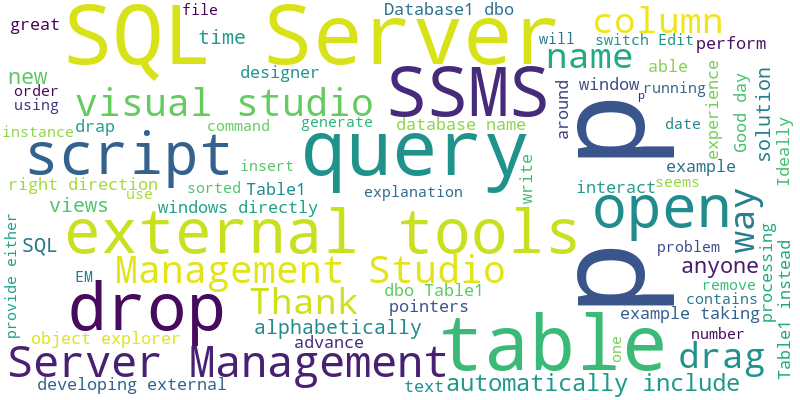 great
file
SQL Server
Database1 dbo
column
time
will
switch Edit
perform
name
new
designer
able
order
using
visual studio
SSMS
window
running
p
around
experience
Good day
solution
Ideally
instance
drap
command
generate
database name
date
p p
script
query
insert
write
example
right direction
sorted
Table1
explanation
interact
seems
use
views
windows directly
open
way
SQL
external tools
problem
EM
Management Studio
anyone
provide either
drop
dbo Table1
remove
contains
processing
Table1 instead
Thank
pointers
example taking
object explorer
alphabetically
advance
table
one
number
Server Management
drag
developing external
text
automatically include